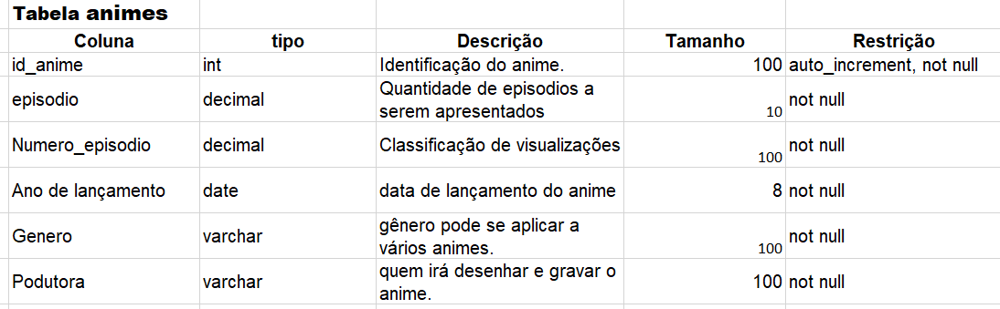 Tabela animes
Coluna tipo Descrição Tamanho Restrição
id_anime int Identificação do anime. 100 auto_increment, not null
episodio decimal Quantidade de episodios a serem apresentados 10 not null
Numero_episodio decimal Classificação de visualizações 100 not null
Ano de lançamento date data de lançamento do anime 8 not null
Genero varchar gênero pode se aplicar a vários animes. 100 not null
Podutora varchar quem irá desenhar e gravar o anime. 100 not null